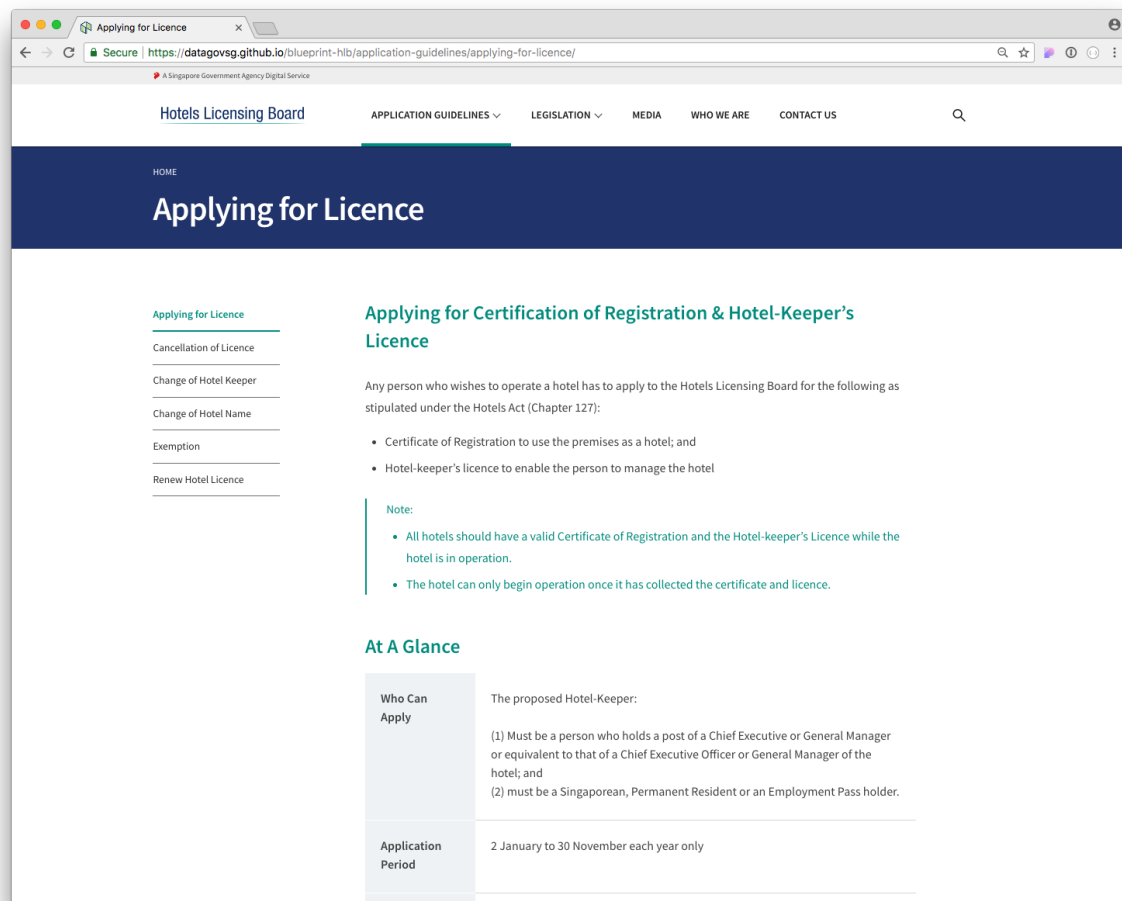 Applying for Licence
Secure | https://datagovsg.github.io/blueprint-hlb/application-guidelines/applying-for-licence/
A Singapore Government Agency Digital Service
Hotels Licensing Board
APPLICATION GUIDELINES
LEGISLATION
MEDIA
WHO WE ARE
CONTACT US
HOME
Applying for Licence
Applying for Licence
Cancellation of Licence
Change of Hotel Keeper
Change of Hotel Name
Exemption
Renew Hotel Licence
Applying for Certification of Registration & Hotel-Keeper’s
Licence
Any person who wishes to operate a hotel has to apply to the Hotels Licensing Board for the following as
stipulated under the Hotels Act (Chapter 127):
• Certificate of Registration to use the premises as a hotel; and
• Hotel-keeper’s licence to enable the person to manage the hotel
Note:
• All hotels should have a valid Certificate of Registration and the Hotel-keeper’s Licence while the
hotel is in operation.
• The hotel can only begin operation once it has collected the certificate and licence.
At A Glance
Who Can
Apply
The proposed Hotel-Keeper:
(1) Must be a person who holds a post of a Chief Executive or General Manager
or equivalent to that of a Chief Executive Officer or General Manager of the
hotel; and
(2) must be a Singaporean, Permanent Resident or an Employment Pass holder.
Application
Period
2 January to 30 November each year only